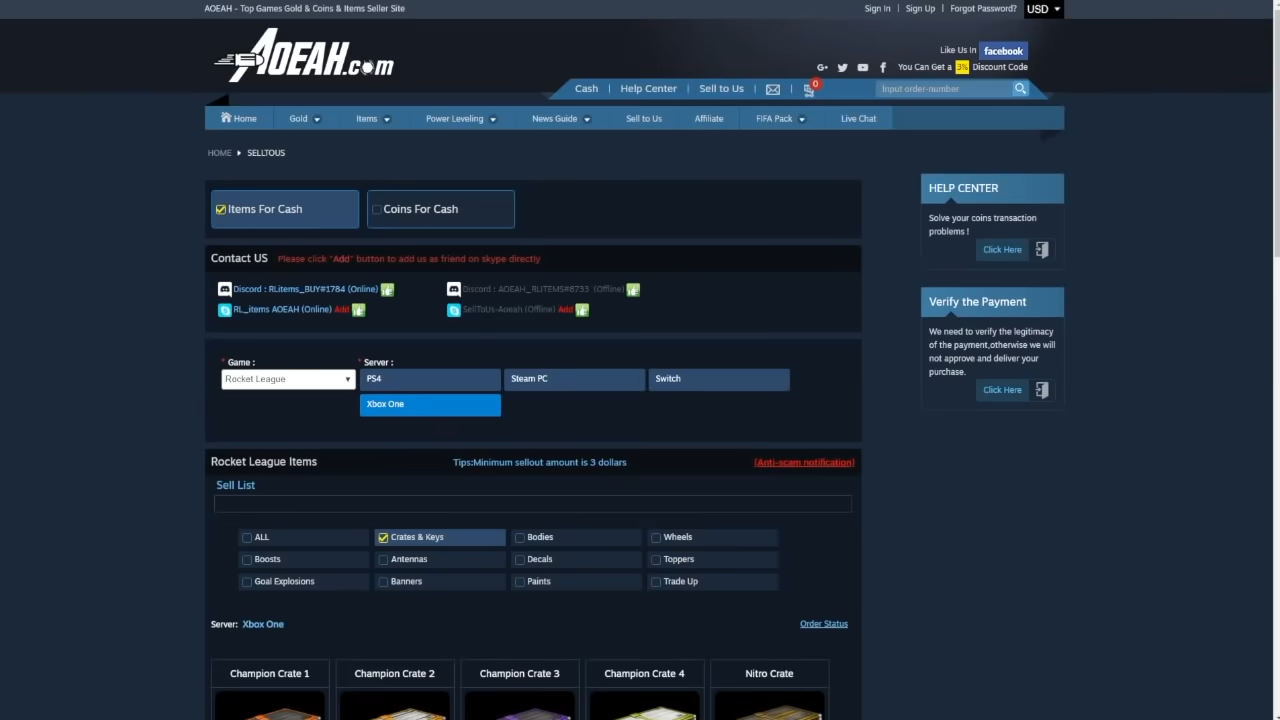 AOEAH - Top Games Gold & Coins & Items Seller Site
Sign In | Sign Up | Forgot Password? USD
AOEAH.com
Like Us In facebook
You Can Get a 3% Discount Code
Cash | Help Center | Sell to Us | | 0 Input order-number
Home Gold Items Power Leveling News Guide Sell to Us Affiliate FIFA Pack Live Chat
HOME SELLTOUS
Items For Cash Coins For Cash
Contact US Please click "Add" button to add us as friend on skype directly
Discord : RLitems_BUY#1784 (Online) Discord : AOEAH_RLITEMS#8733 (Offline)
RL_items AOEAH (Online) Add SellToUs-Aoeah (Offline) Add
* Game : * Server :
Rocket League PS4 Steam PC Switch
Xbox One
Rocket League Items Tips:Minimum sellout amount is 3 dollars (Anti-scam notification)
Sell List
ALL Crates & Keys Bodies Wheels
Boosts Antennas Decals Toppers
Goal Explosions Banners Paints Trade Up
Server: Xbox One Order Status
Champion Crate 1 Champion Crate 2 Champion Crate 3 Champion Crate 4 Nitro Crate
HELP CENTER
Solve your coins transaction
problems !
Click Here
Verify the Payment
We need to verify the legitimacy
of the payment,otherwise we will
not approve and deliver your
purchase.
Click Here